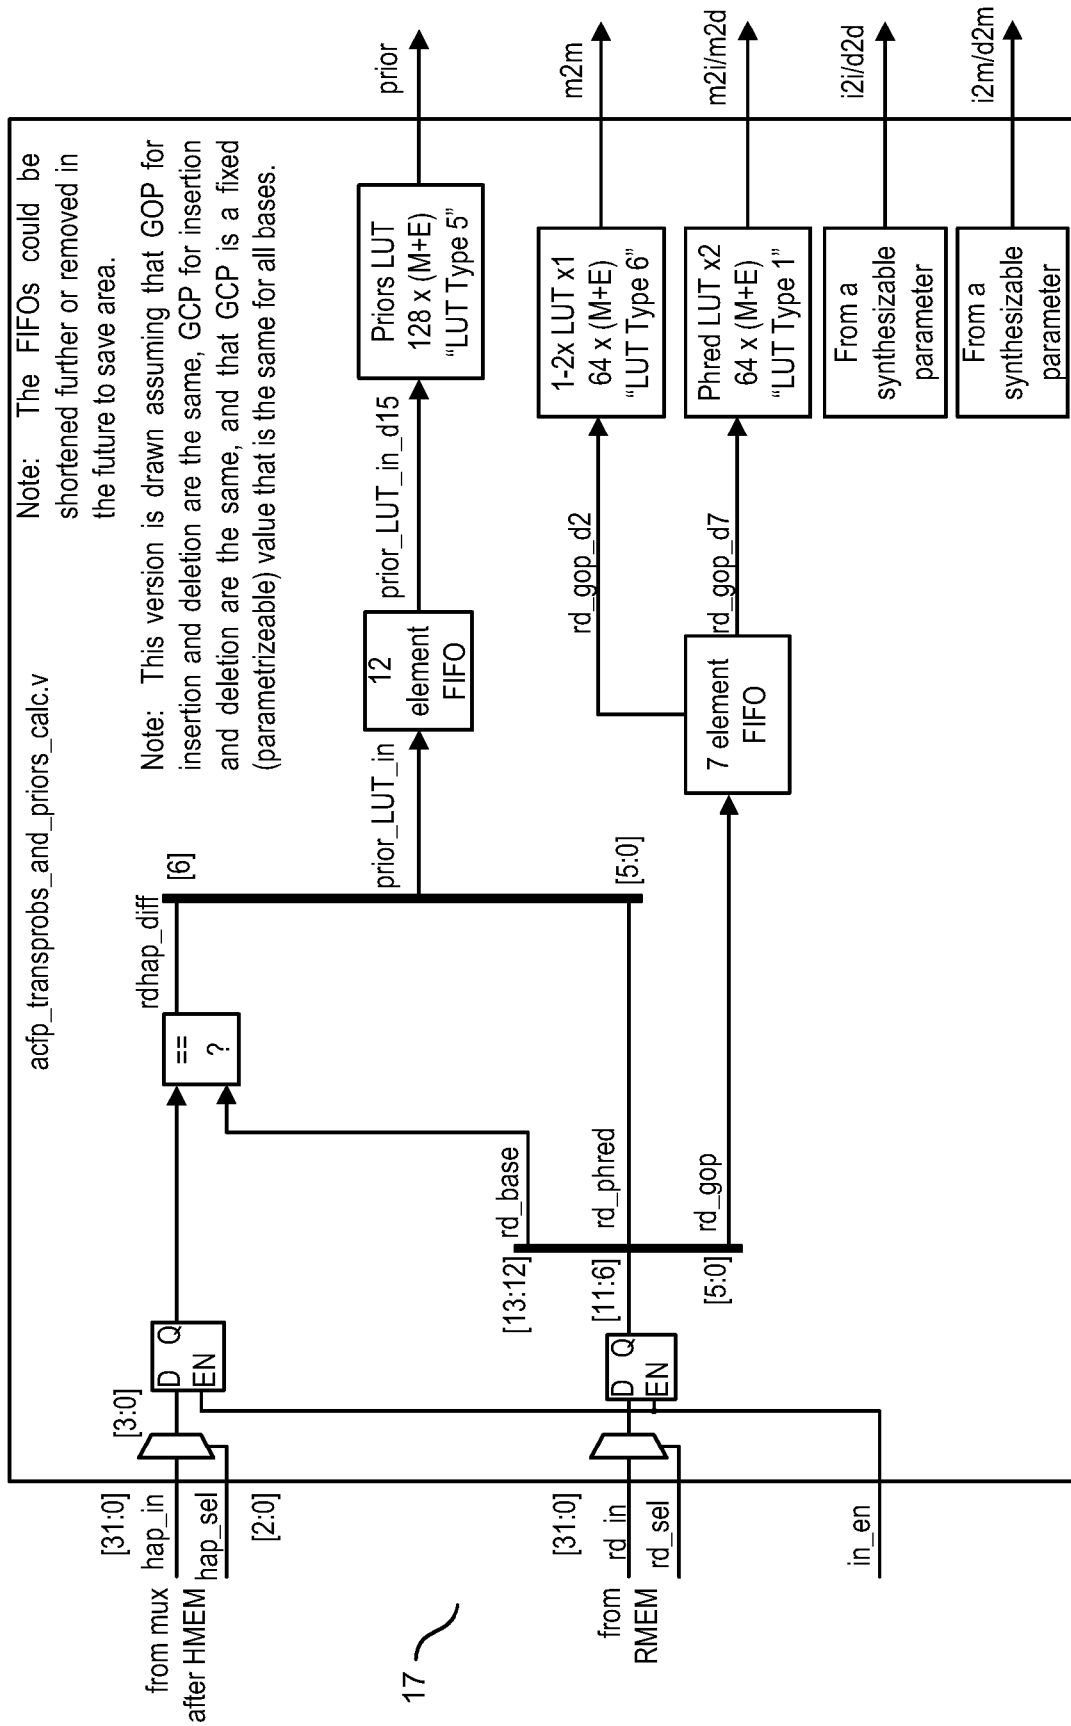 acfp_transprobs_and_priors_calc.v
Note: The FIFOs could be
shortened further or removed in
the future to save area.
Note: This version is drawn assuming that GOP for
insertion and deletion are the same, GCP for insertion
and deletion are the same, and that GCP is a fixed
(parametrizeable) value that is the same for all bases.
from mux
after HMEM
[31:0]
hap_in
hap_sel
[2:0]
[3:0]
D Q
EN
==
?
rdhap_diff
[6]
prior_LUT_in
[5:0]
12
element
FIFO
prior_LUT_in_d15
Priors LUT
128 x (M+E)
“LUT Type 5”
prior
17
from
RMEM
[31:0]
rd_in
rd_sel
D Q
EN
[13:12]
rd_base
[11:6]
rd_phred
[5:0]
rd_gop
7 element
FIFO
rd_gop_d2
rd_gop_d7
1-2x LUT x1
64 x (M+E)
“LUT Type 6”
m2m
Phred LUT x2
64 x (M+E)
“LUT Type 1”
m2i/m2d
in_en
From a
synthesizable
parameter
i2i/d2d
From a
synthesizable
parameter
i2m/d2m